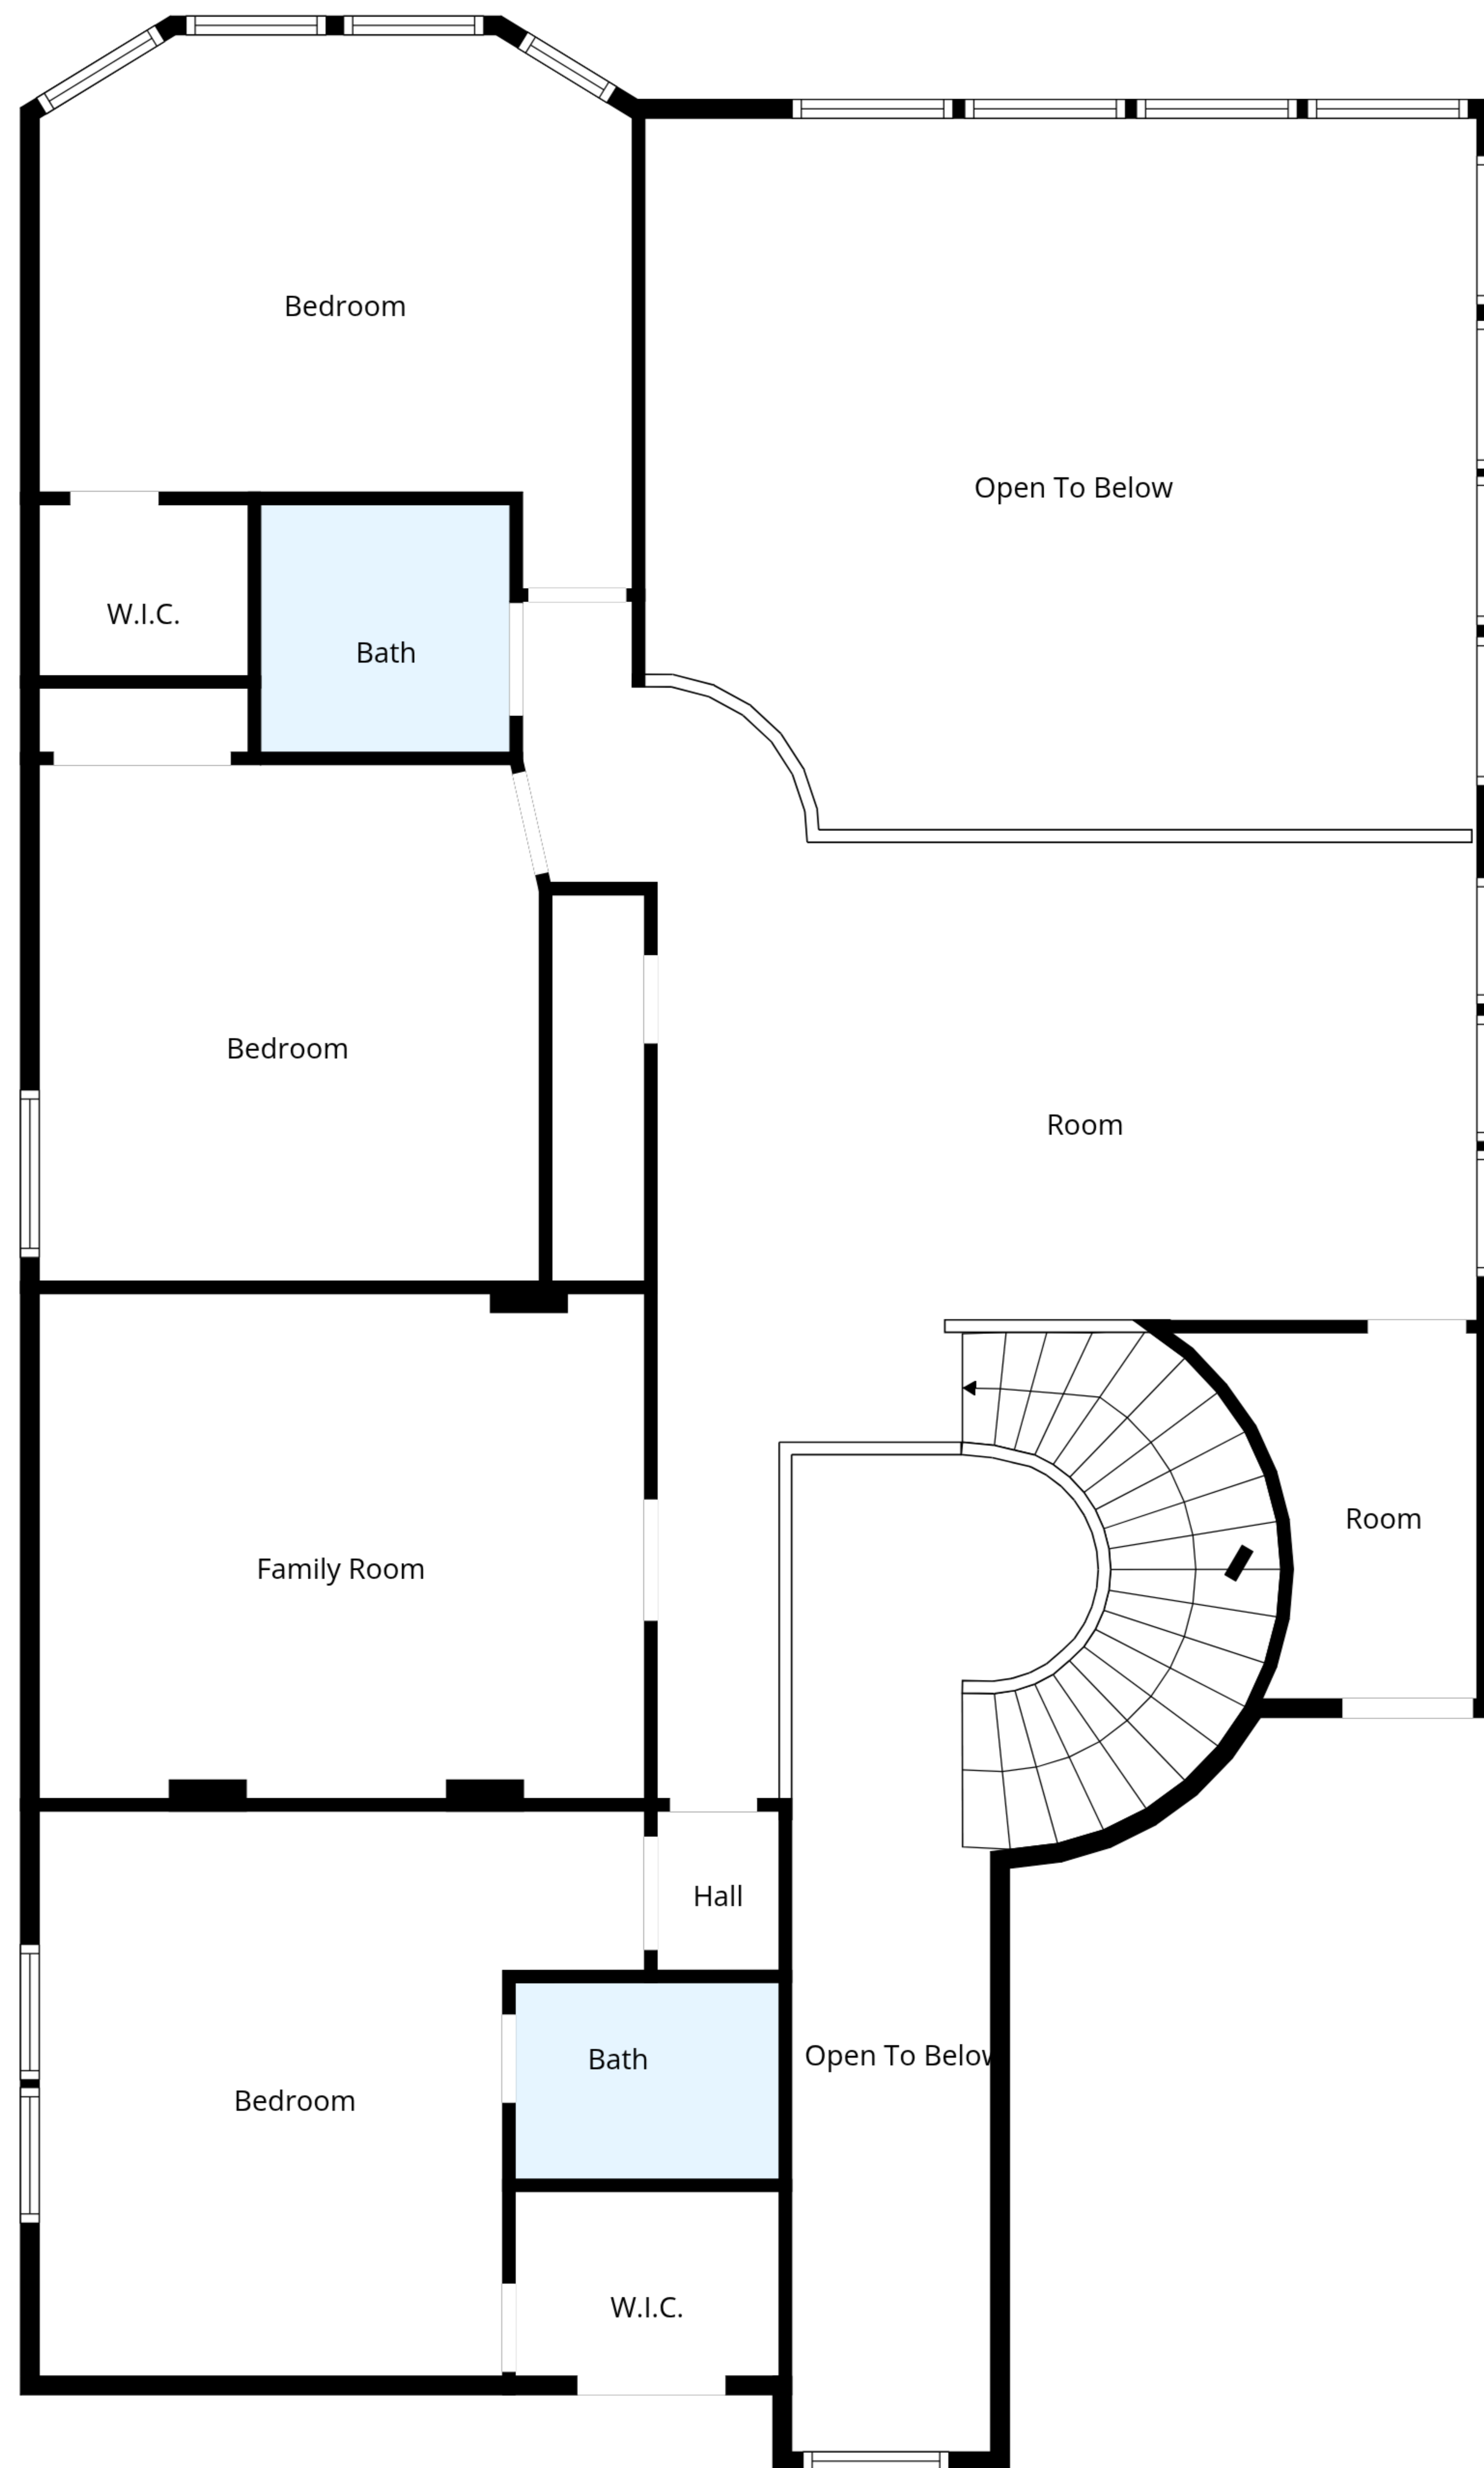 Bedroom
Open To Below
W.I.C.
Bath
Bedroom
Room
Room
Family Room
Hall
Open To Below
Bath
Bedroom
W.I.C.